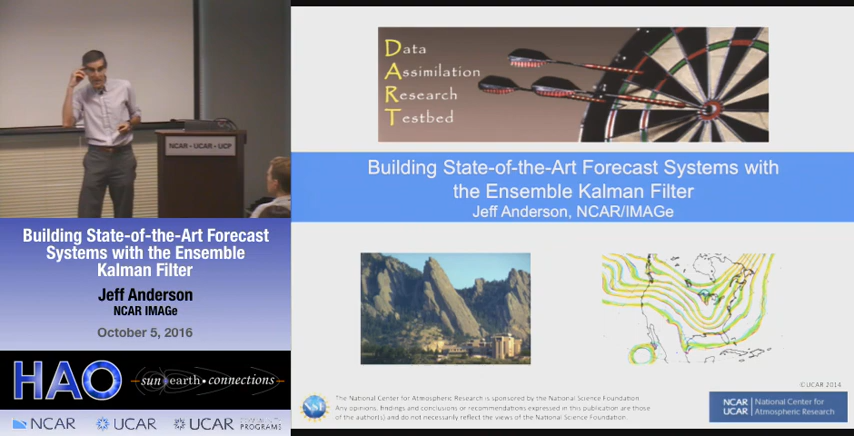 NCAR • UCAR • UCP
Building State-of-the-Art Forecast
Systems with the Ensemble
Kalman Filter
Jeff Anderson
NCAR IMAGe
October 5, 2016
HAO
sun earth • connections
NCAR
UCAR
UCAR
PROGRAMS
Data
Assimilation
Research
Testbed
Building State-of-the-Art Forecast Systems with
the Ensemble Kalman Filter
Jeff Anderson, NCAR/IMAGe
©UCAR 2014
NSF
The National Center for Atmospheric Research is sponsored by the National Science Foundation.
Any opinions, findings and conclusions or recommendations expressed in this publication are those
of the author(s) and do not necessarily reflect the views of the National Science Foundation.
NCAR
UCAR
National Center for
Atmospheric Research